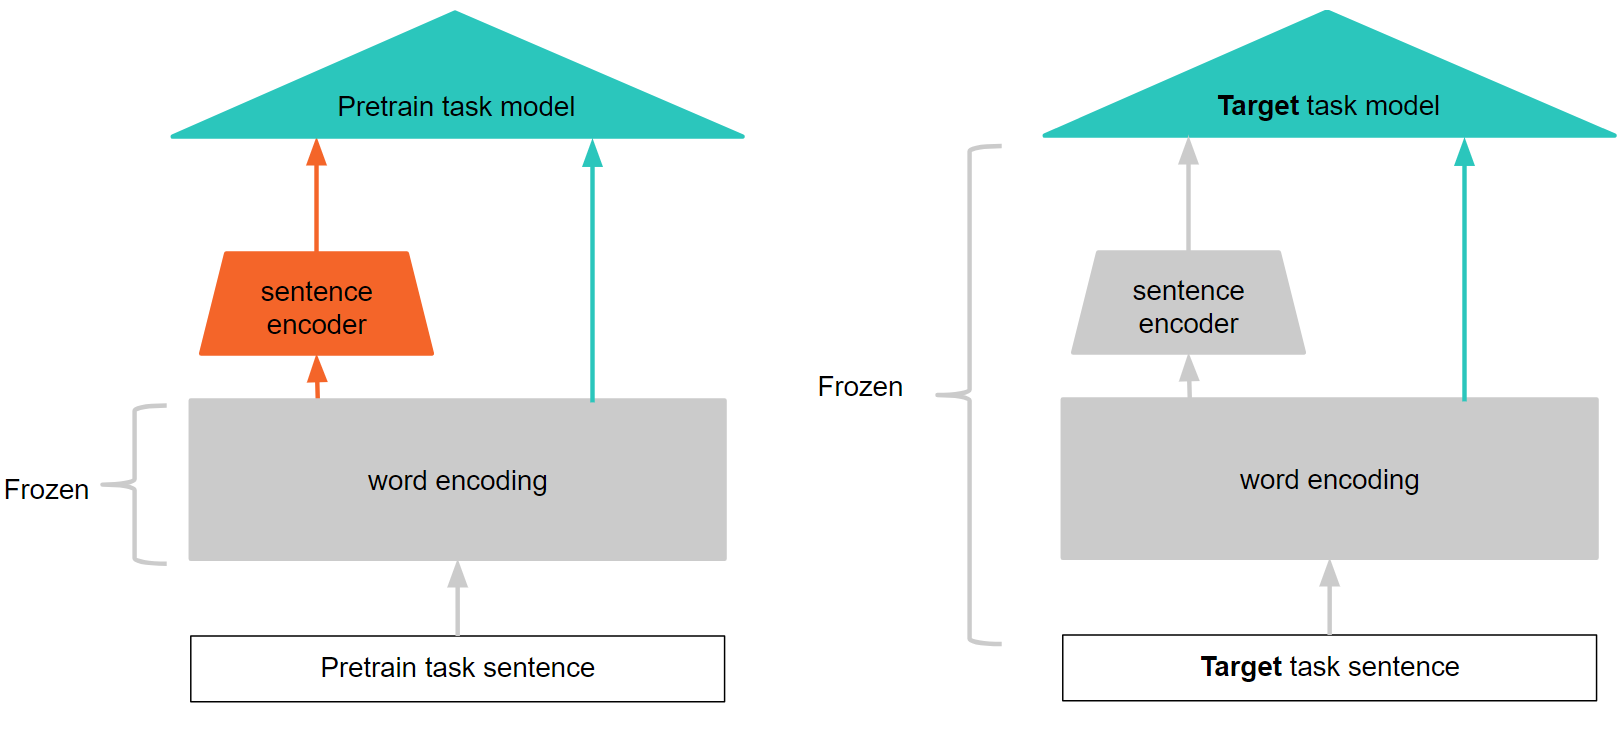 Pretrain task model
sentence
encoder
Frozen
word encoding
Pretrain task sentence
Target task model
sentence
encoder
Frozen
word encoding
Target task sentence